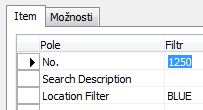 Item Možnosti
Pole Filtr
No. 1250
Search Description
Location Filter BLUE